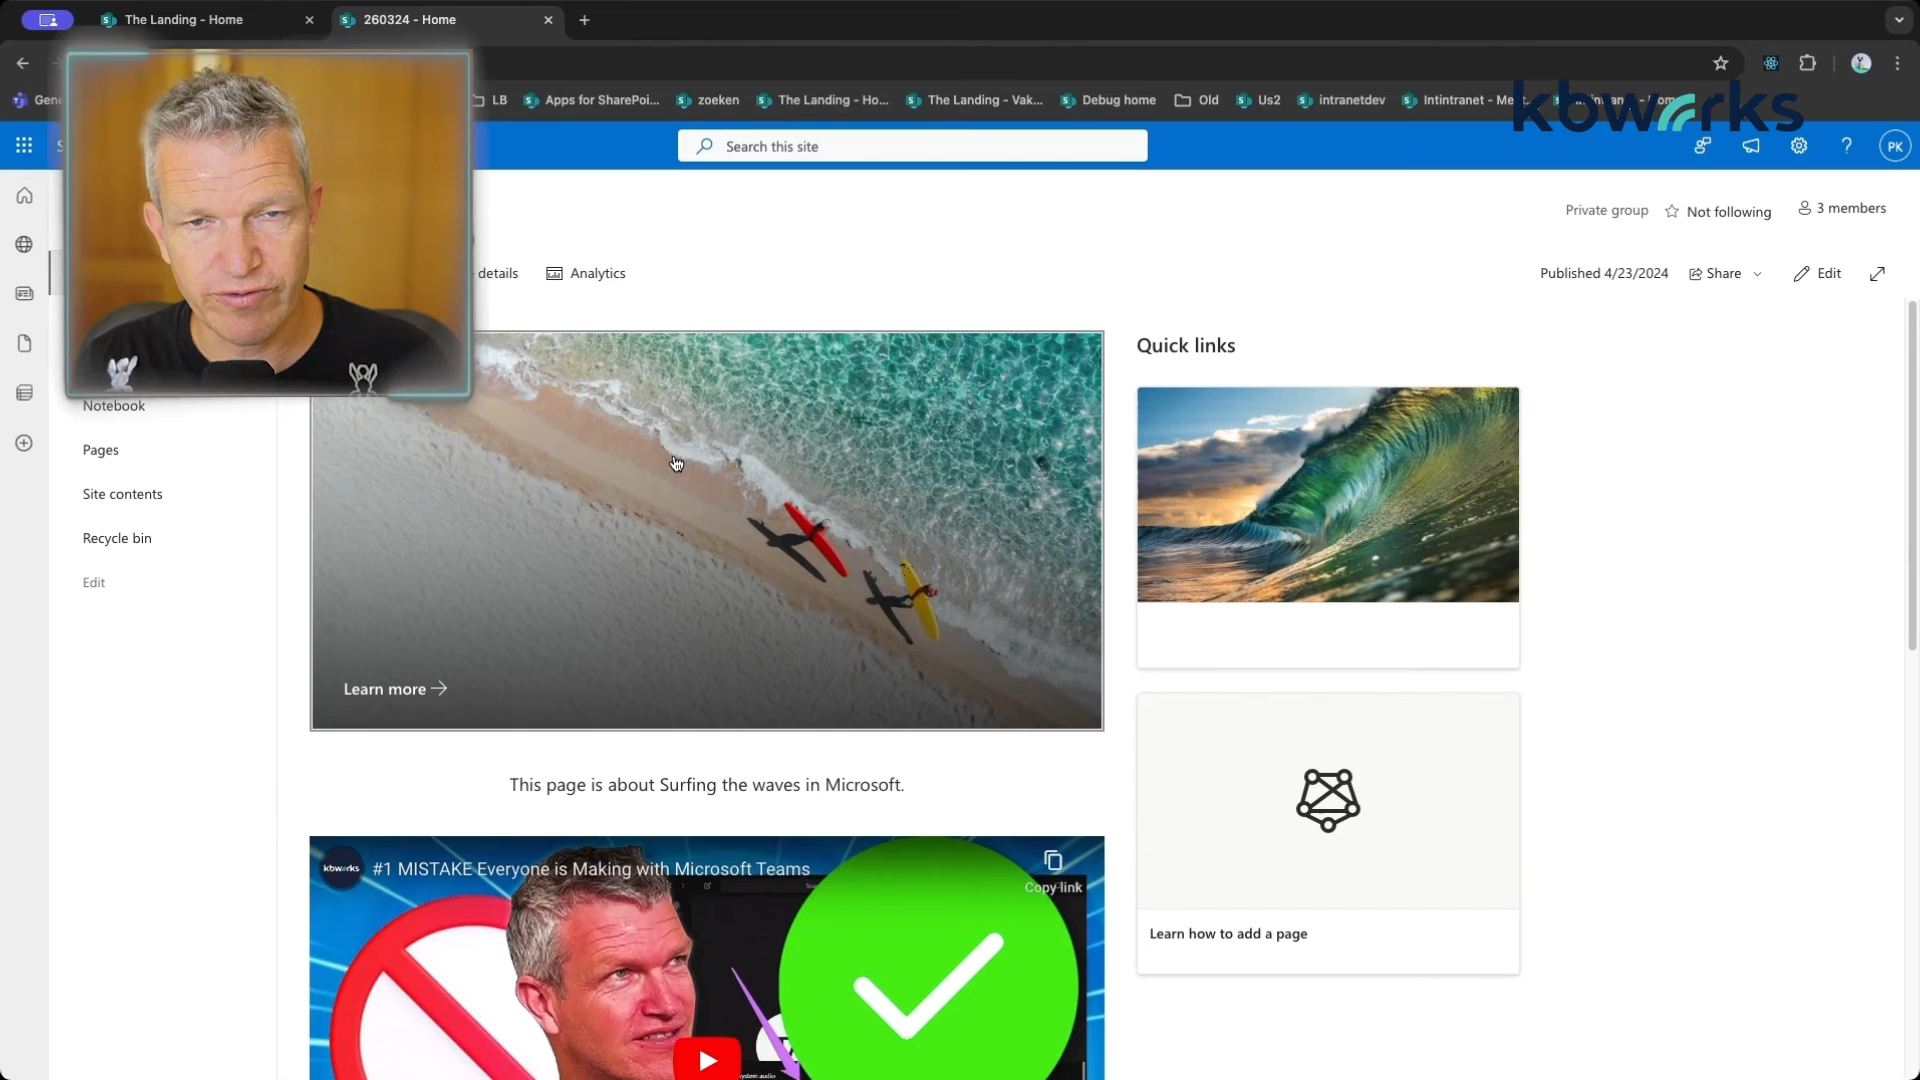 The Landing - Home
260324 - Home
Gene
LB
Apps for SharePoi...
zoeken
The Landing - Ho...
The Landing - Vak...
Debug home
Old
Us2
intranetdev
Intintranet - Me
kbworks
S
Search this site
PK
Private group
Not following
3 members
details
Analytics
Published 4/23/2024
Share
Edit
Notebook
Pages
Site contents
Recycle bin
Edit
Learn more
Quick links
Learn how to add a page
This page is about Surfing the waves in Microsoft.
kbworks
#1 MISTAKE Everyone is Making with Microsoft Teams
Copy link
system audio